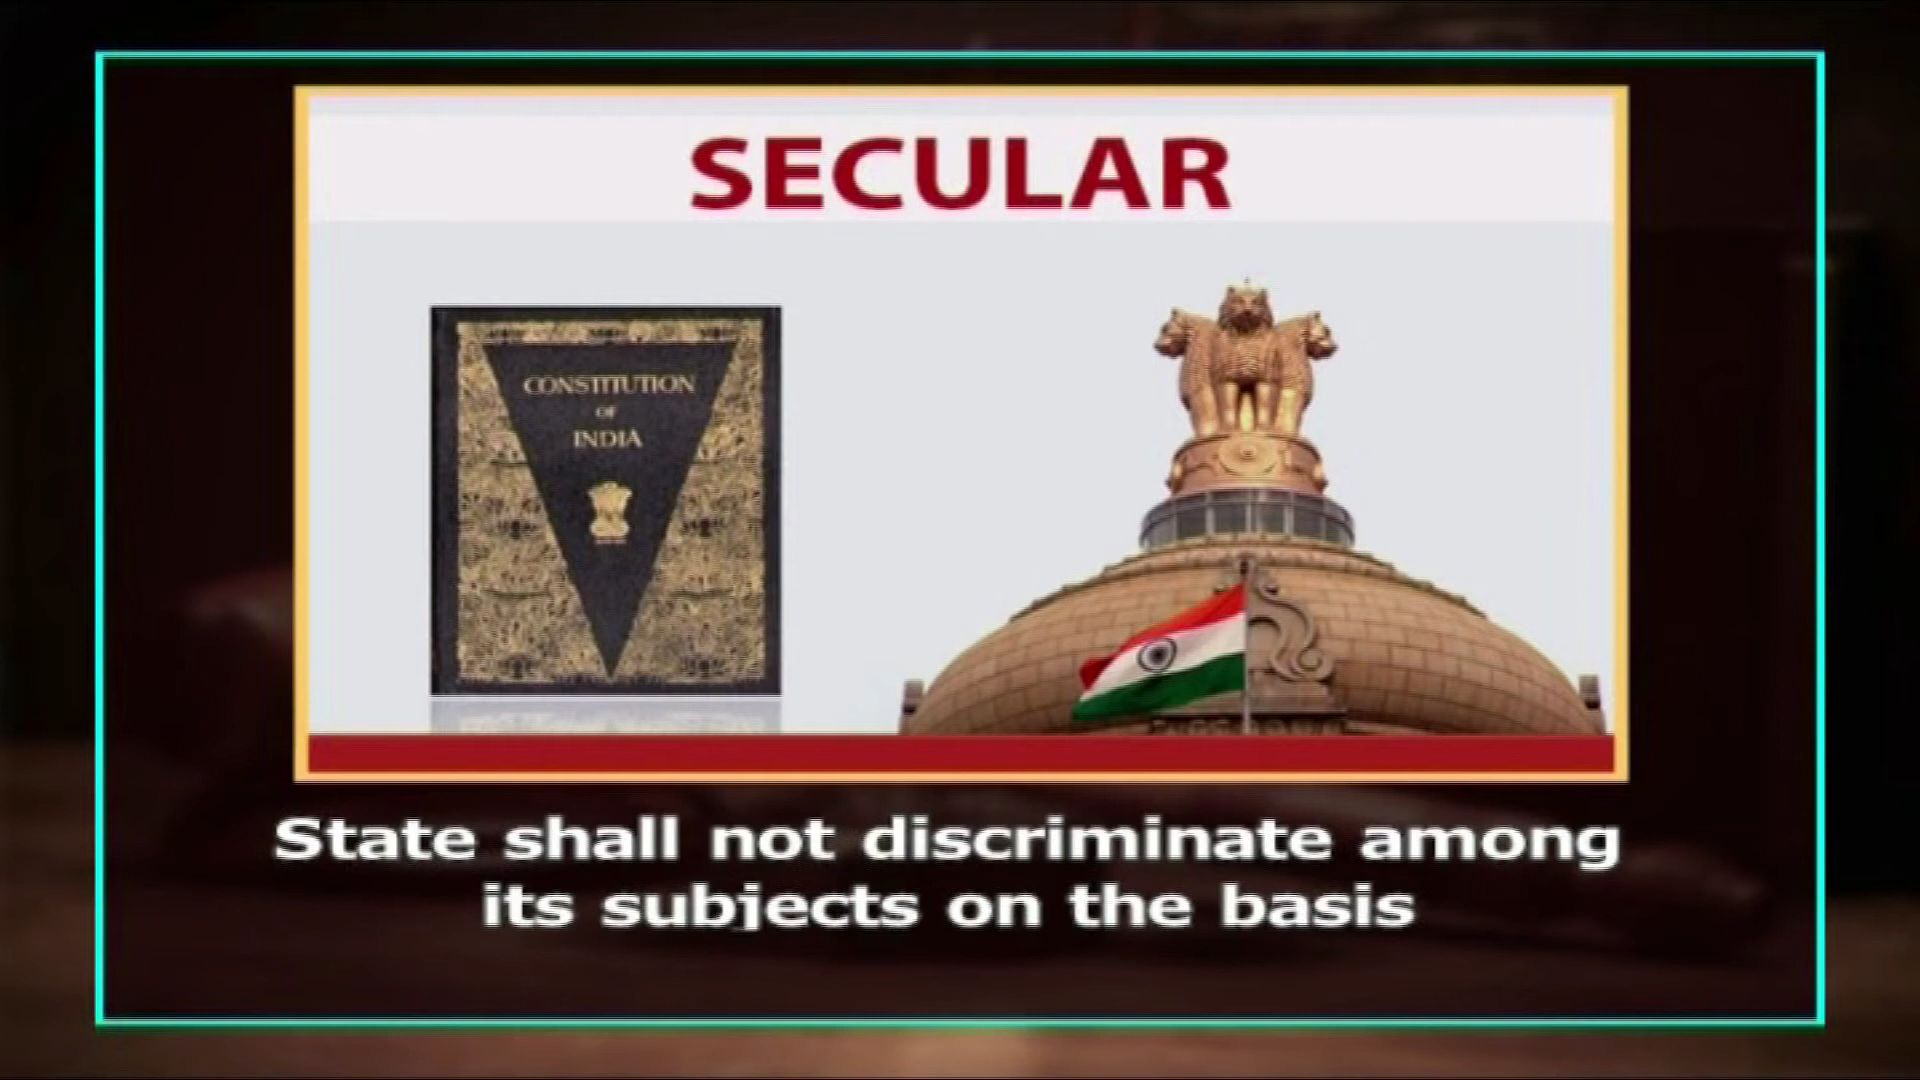 SECULAR
CONSTITUTION
OF
INDIA
State shall not discriminate among
its subjects on the basis